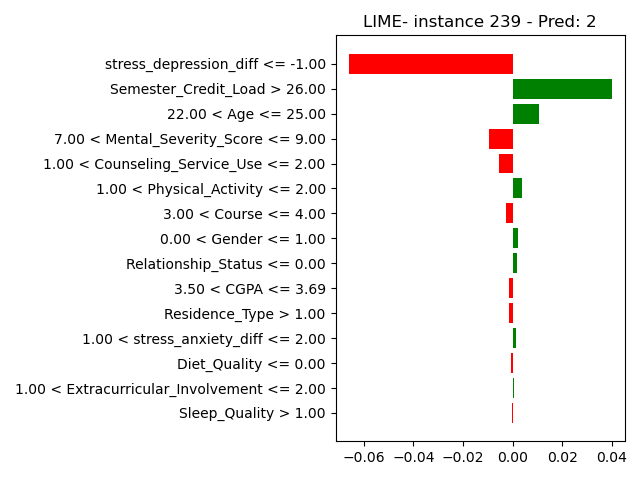 LIME- instance 239 - Pred: 2
stress_depression_diff <= -1.00
Semester_Credit_Load > 26.00
22.00 < Age <= 25.00
7.00 < Mental_Severity_Score <= 9.00
1.00 < Counseling_Service_Use <= 2.00
1.00 < Physical_Activity <= 2.00
3.00 < Course <= 4.00
0.00 < Gender <= 1.00
Relationship_Status <= 0.00
3.50 < CGPA <= 3.69
Residence_Type > 1.00
1.00 < stress_anxiety_diff <= 2.00
Diet_Quality <= 0.00
1.00 < Extracurricular_Involvement <= 2.00
Sleep_Quality > 1.00
−0.06 −0.04 −0.02 0.00 0.02 0.04